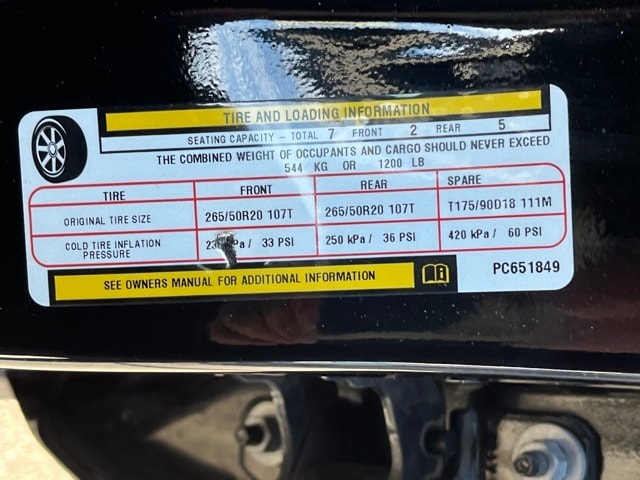 TIRE AND LOADING INFORMATION
SEATING CAPACITY - TOTAL 7 FRONT 2 REAR 5
THE COMBINED WEIGHT OF OCCUPANTS AND CARGO SHOULD NEVER EXCEED
544 KG OR 1200 LB
TIRE FRONT REAR SPARE
ORIGINAL TIRE SIZE 265/50R20 107T 265/50R20 107T T175/90D18 111M
COLD TIRE INFLATION PRESSURE kPa / 33 PSI 250 kPa / 36 PSI 420 kPa / 60 PSI
SEE OWNERS MANUAL FOR ADDITIONAL INFORMATION
PC651849